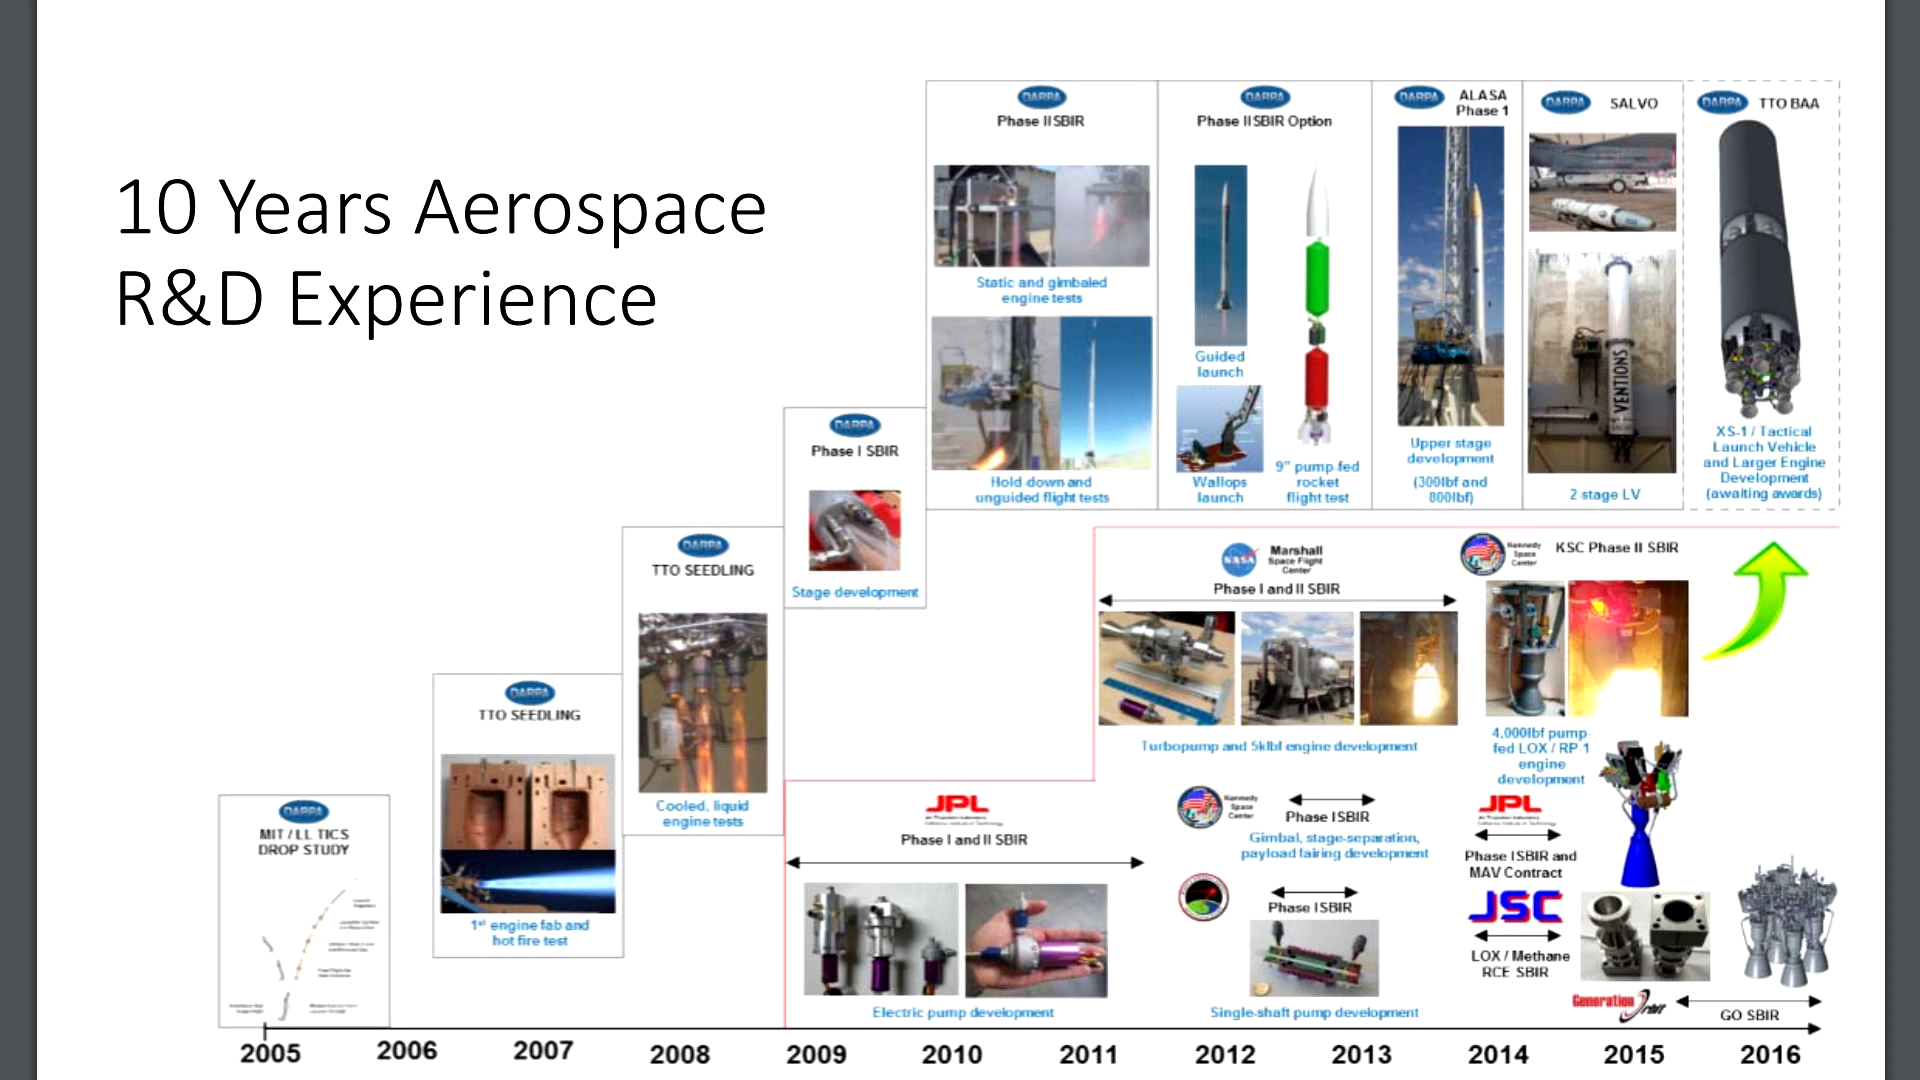 10 Years Aerospace
R&D Experience
DARPA
Phase II SBIR
Static and gimbaled
engine tests
Hold down and
unguided flight tests
DARPA
Phase II SBIR Option
Guided
launch
Wallops
launch
9" pump-fed
rocket
flight test
DARPA
ALASA
Phase 1
Upper stage
development
(300lbf and
800lbf)
DARPA
SALVO
VENTIONS
2 stage LV
DARPA
TTO BAA
XS-1 / Tactical
Launch Vehicle
and Larger Engine
Development
(awaiting awards)
DARPA
Phase I SBIR
Stage development
DARPA
TTO SEEDLING
Cooled, liquid
engine tests
DARPA
TTO SEEDLING
1st engine fab and
hot fire test
DARPA
MIT / LL TICS
DROP STUDY
NASA
Marshall
Space Flight
Center
Phase I and II SBIR
Turbopump and 5klbf engine development
Kennedy
Space
Center
KSC Phase II SBIR
4,000lbf pump-
fed LOX / RP 1
engine
development
JPL
Phase I and II SBIR
Electric pump development
Kennedy
Space
Center
Phase I SBIR
Gimbal, stage-separation,
payload fairing development
Phase I SBIR
Single-shaft pump development
JPL
Phase I SBIR and
MAV Contract
JSC
LOX / Methane
RCE SBIR
Generation Orbit
GO SBIR
2005
2006
2007
2008
2009
2010
2011
2012
2013
2014
2015
2016